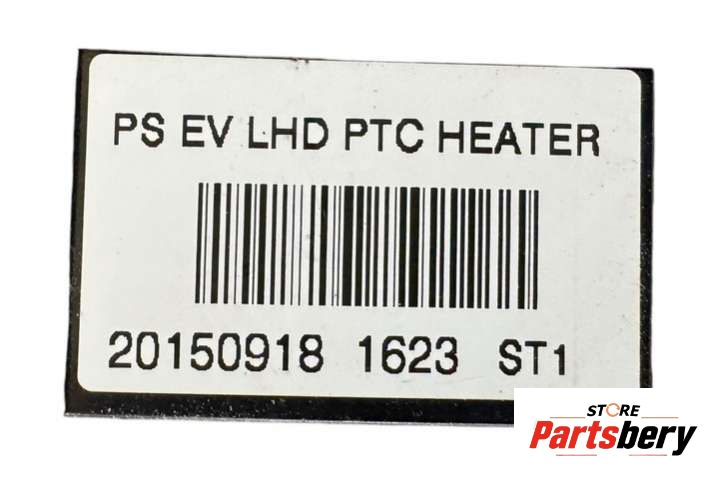 PS EV LHD PTC HEATER
20150918 1623 ST1
STORE
Partsbery